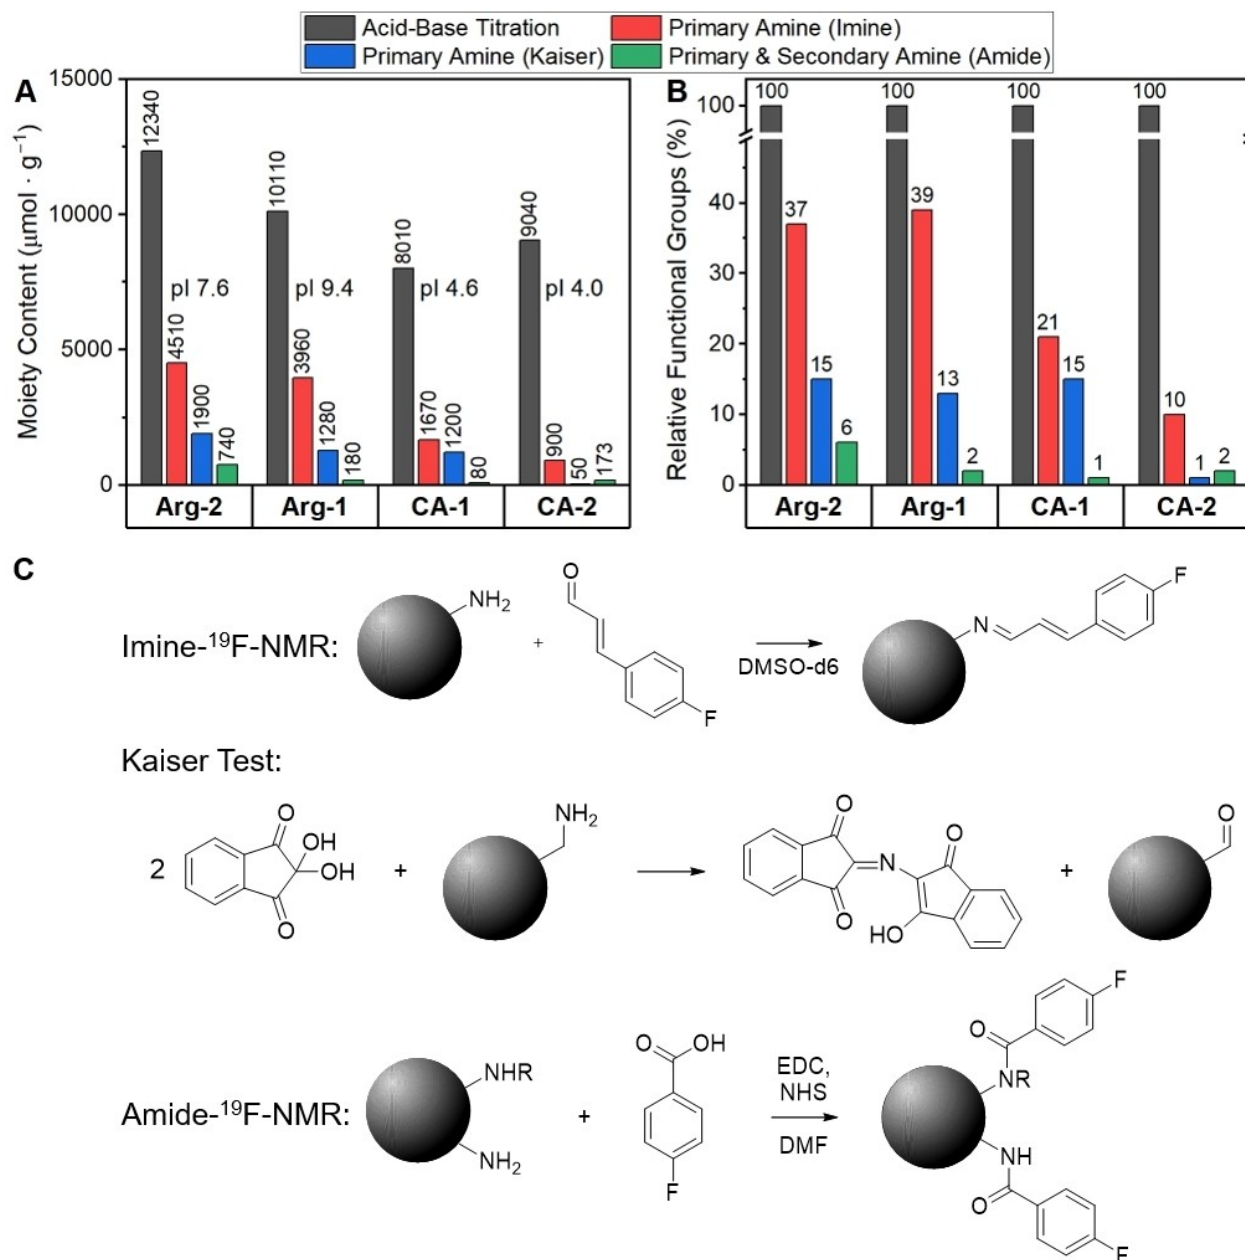 Acid-Base Titration
Primary Amine (Imine)
Primary Amine (Kaiser)
Primary & Secondary Amine (Amide)
A
Moiety Content (µmol · g⁻¹)
15000
10000
5000
0
12340
4510
1900
740
pI 7.6
10110
3960
1280
180
pI 9.4
8010
1670
1200
80
pI 4.6
9040
900
50
173
pI 4.0
Arg-2
Arg-1
CA-1
CA-2
B
Relative Functional Groups (%)
100
40
30
20
10
0
100
37
15
6
100
39
13
2
100
21
15
1
100
10
1
2
Arg-2
Arg-1
CA-1
CA-2
C
Imine-¹⁹F-NMR:
NH₂
+
O
F
DMSO-d6
N
F
Kaiser Test:
2
O
OH
OH
O
+
NH₂
O
O
N
O
HO
+
O
Amide-¹⁹F-NMR:
NHR
NH₂
+
O
OH
F
EDC,
NHS
DMF
F
O
NR
NH
O
F